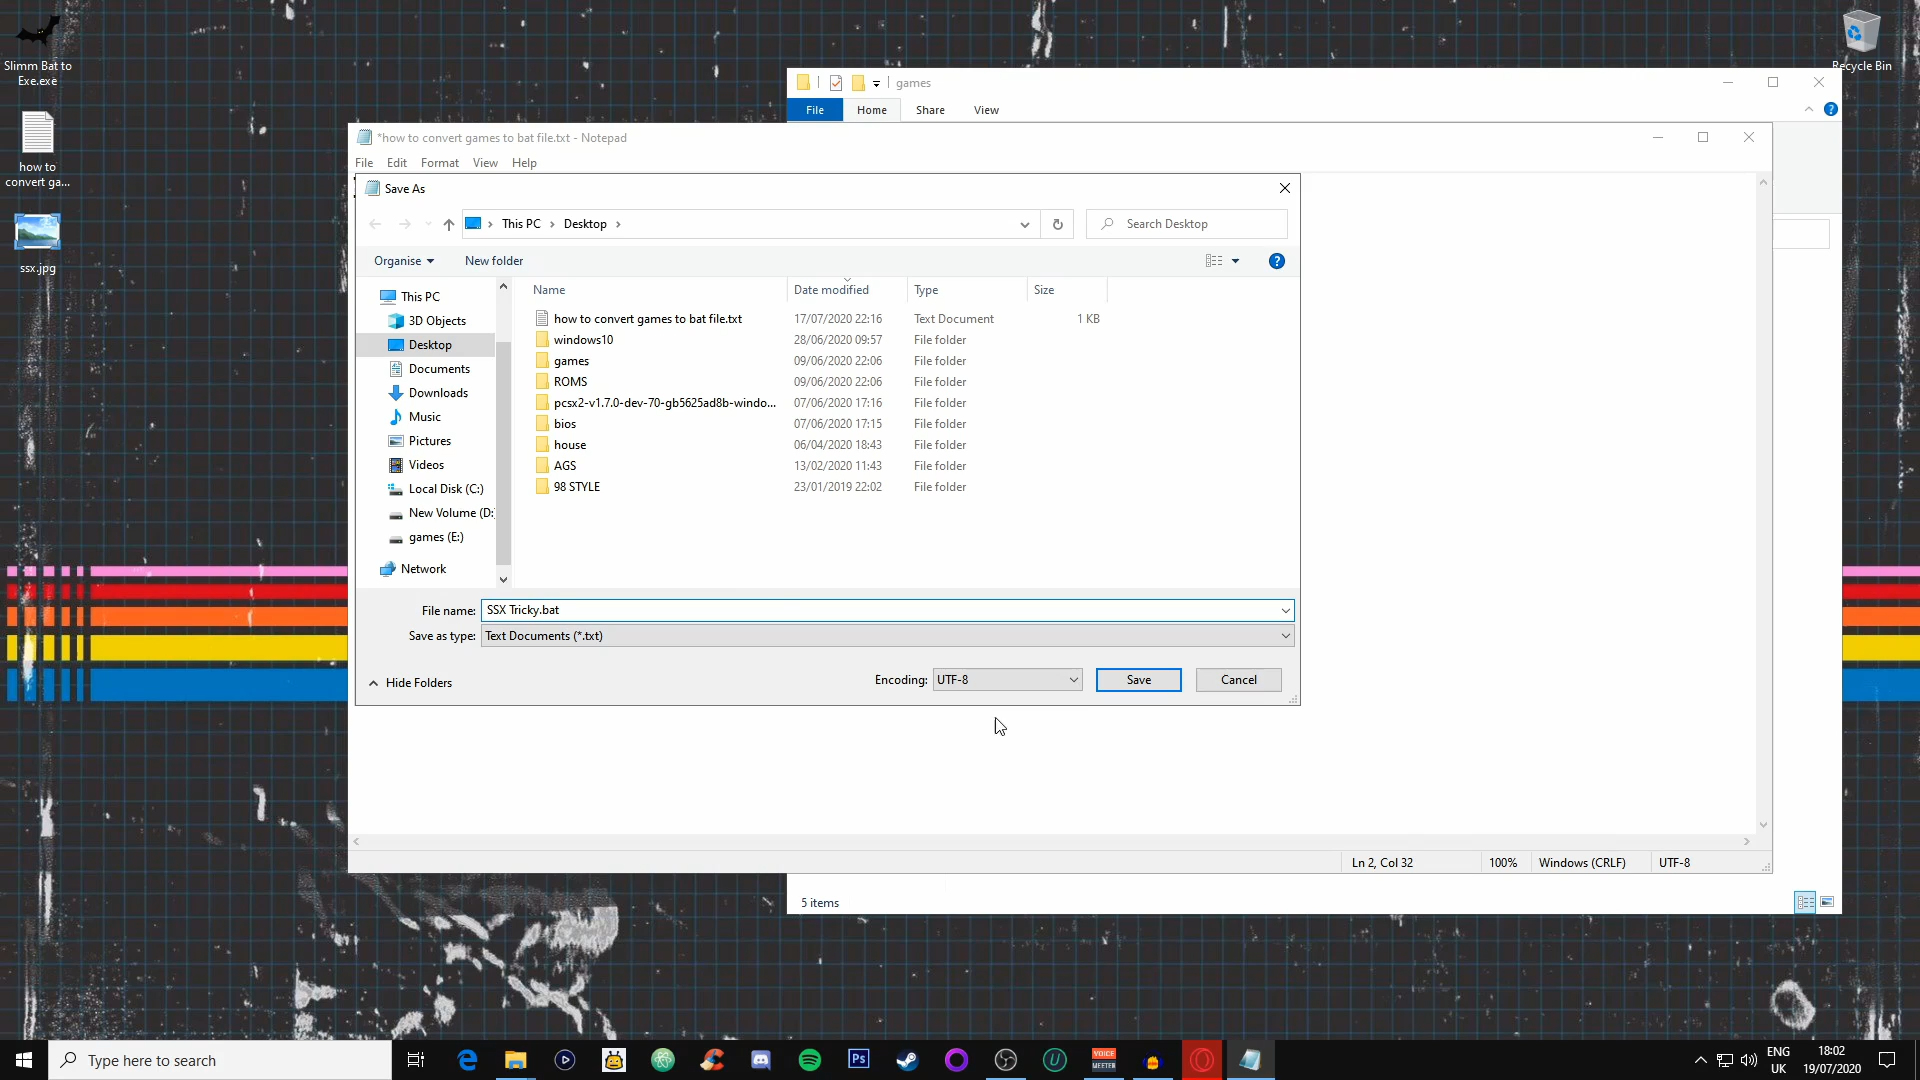 Slimm Bat to
Exe.exe
how to
convert ga...
ssx.jpg
Recycle Bin
games
File
Home
Share
View
*how to convert games to bat file.txt - Notepad
File
Edit
Format
View
Help
Save As
This PC
Desktop
Search Desktop
Organise
New folder
This PC
3D Objects
Desktop
Documents
Downloads
Music
Pictures
Videos
Local Disk (C:)
New Volume (D:
games (E:)
Network
Name Date modified Type Size
how to convert games to bat file.txt 17/07/2020 22:16 Text Document 1 KB
windows10 28/06/2020 09:57 File folder
games 09/06/2020 22:06 File folder
ROMS 09/06/2020 22:06 File folder
pcsx2-v1.7.0-dev-70-gb5625ad8b-windo... 07/06/2020 17:16 File folder
bios 07/06/2020 17:15 File folder
house 06/04/2020 18:43 File folder
AGS 13/02/2020 11:43 File folder
98 STYLE 23/01/2019 22:02 File folder
File name: SSX Tricky.bat
Save as type: Text Documents (*.txt)
Hide Folders
Encoding: UTF-8
Save
Cancel
Ln 2, Col 32
100%
Windows (CRLF)
UTF-8
5 items
Type here to search
Ps
VOICE
MEETER
ENG
UK
18:02
19/07/2020